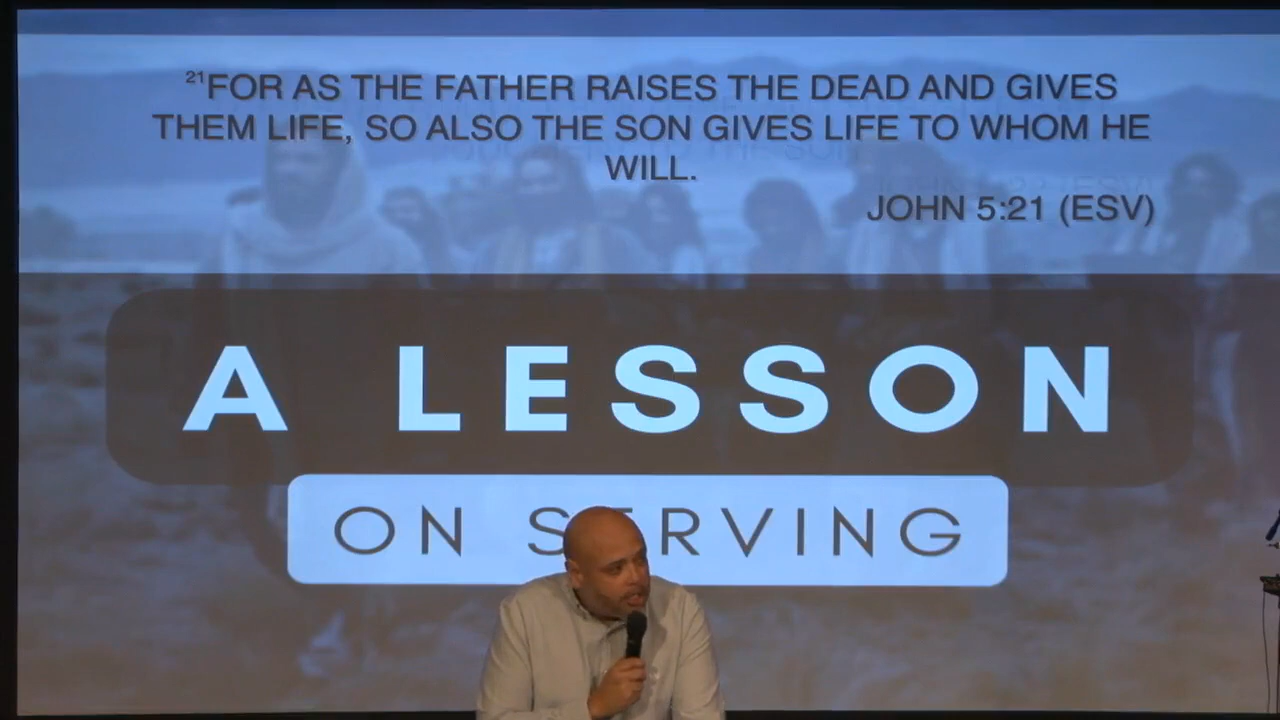 ²¹FOR AS THE FATHER RAISES THE DEAD AND GIVES
THEM LIFE, SO ALSO THE SON GIVES LIFE TO WHOM HE
WILL.
JOHN 5:21 (ESV)
A LESSON
ON SERVING